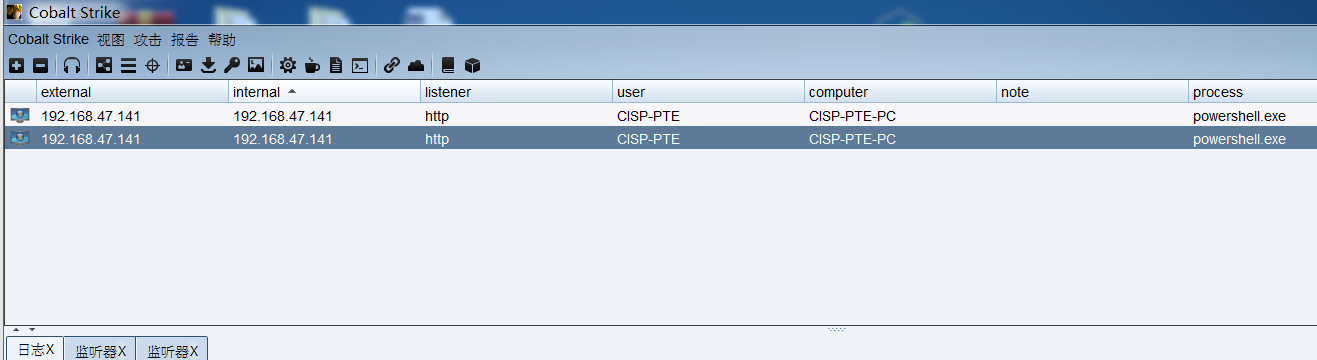 Cobalt Strike
Cobalt Strike 视图 攻击 报告 帮助
external internal listener user computer note process
192.168.47.141 192.168.47.141 http CISP-PTE CISP-PTE-PC powershell.exe
192.168.47.141 192.168.47.141 http CISP-PTE CISP-PTE-PC powershell.exe
日志X 监听器X 监听器X